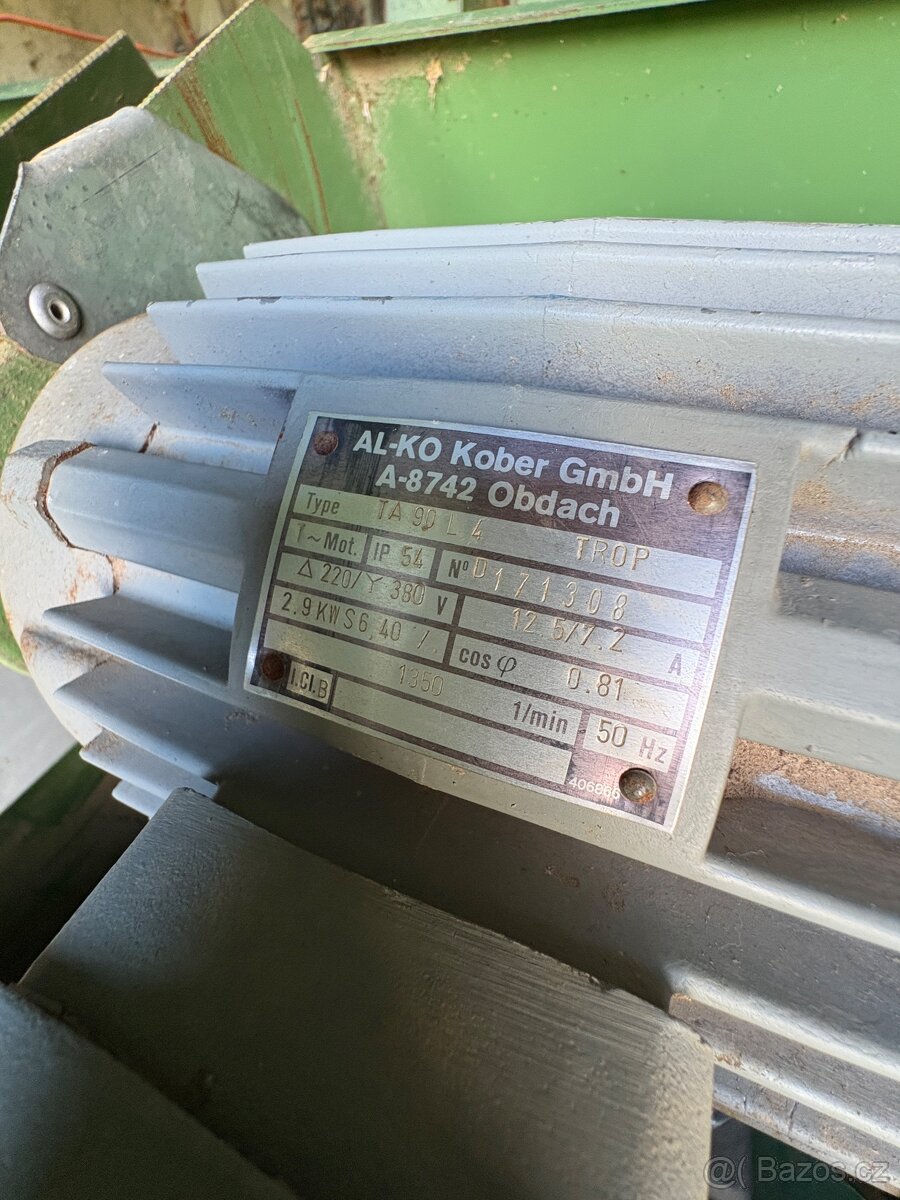 AL-KO Kober GmbH
A-8742 Obdach
Type TA 90 L 4 TROP
~ Mot. IP 54 Nº 171308
Δ 220/Y 380 V 12.5/7.2 A
2.9 KW S6,40 / cos φ 0.81
1350 1/min 50 Hz
I.Cl.B
406866
@( Bazos.cz